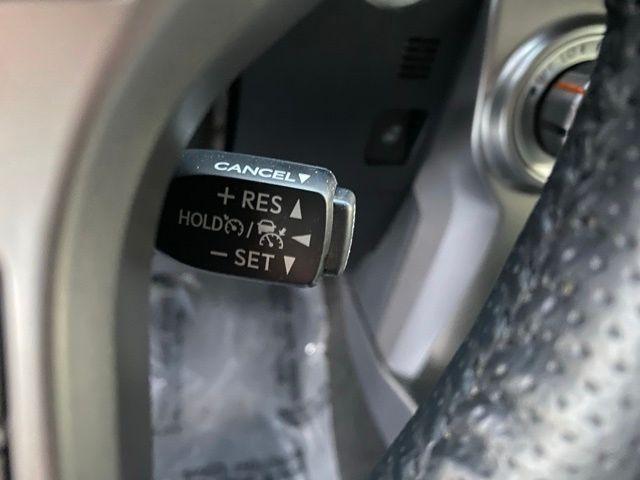 CANCEL▼
+ RES ▲
HOLD / ◀
− SET ▼